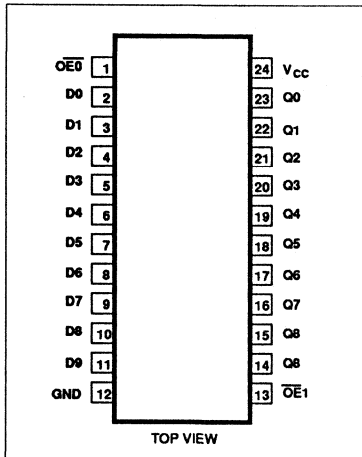 OE0 1 24 VCC
D0 2 23 Q0
D1 3 22 Q1
D2 4 21 Q2
D3 5 20 Q3
D4 6 19 Q4
D5 7 18 Q5
D6 8 17 Q6
D7 9 16 Q7
D8 10 15 Q8
D9 11 14 Q8
GND 12 13 OE1
TOP VIEW